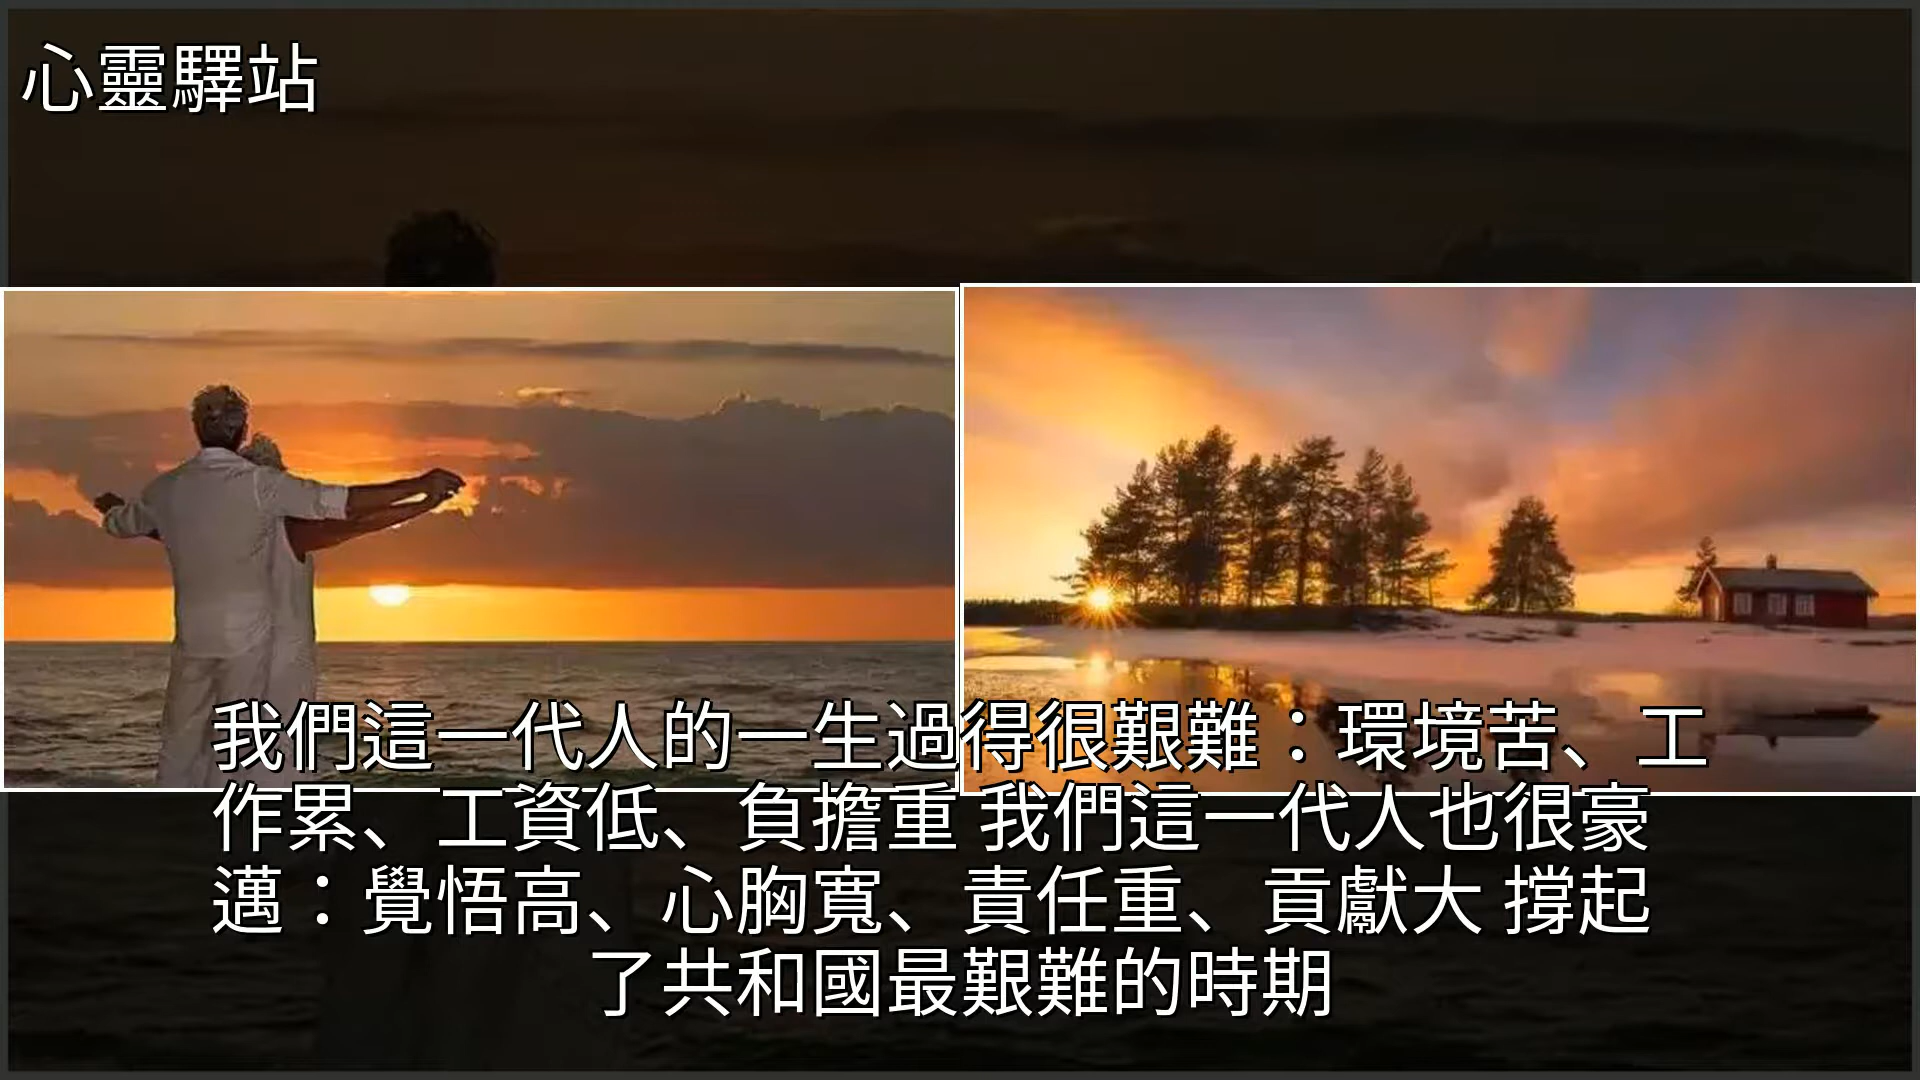 心靈驛站
我們這一代人的一生過得很艱難：環境苦、工
作累、工資低、負擔重 我們這一代人也很豪
邁：覺悟高、心胸寬、責任重、貢獻大 撐起
了共和國最艱難的時期